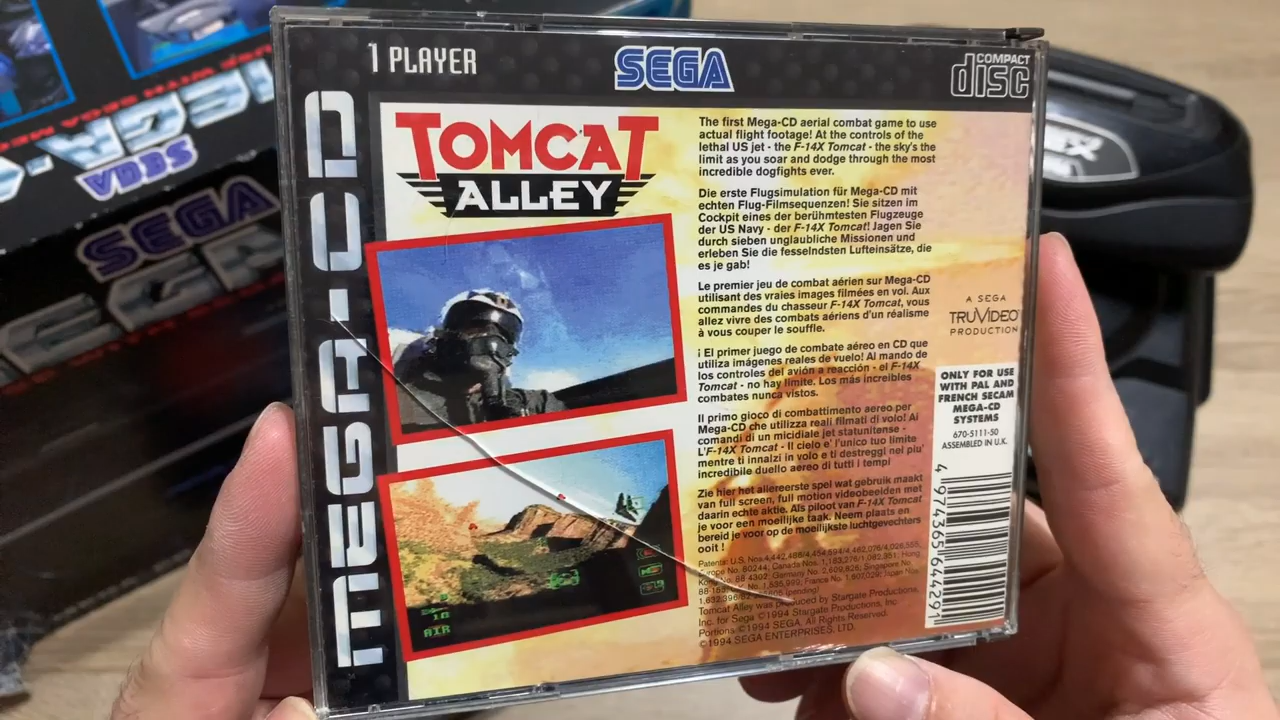 1 PLAYER
SEGA
COMPACT
disc
MEGA-CD
TOMCAT
ALLEY
The first Mega-CD aerial combat game to use
actual flight footage! At the controls of the
lethal US jet - the F-14X Tomcat - the sky's the
limit as you soar and dodge through the most
incredible dogfights ever.
Die erste Flugsimulation für Mega-CD mit
echten Flug-Filmsequenzen! Sie sitzen im
Cockpit eines der berühmtesten Flugzeuge
der US Navy - der F-14X Tomcat! Jagen Sie
durch sieben unglaubliche Missionen und
erleben Sie die fesselndsten Lufteinsätze, die
es je gab!
Le premier jeu de combat aérien sur Mega-CD
utilisant des vraies images filmées en vol. Aux
commandes du chasseur F-14X Tomcat, vous
allez vivre des combats aériens d'un réalisme
à vous couper le souffle.
¡ El primer juego de combate aéreo en CD que
utiliza imágenes reales de vuelo! Al mando de
los controles del avión a reacción - el F-14X
Tomcat - no hay límite. Los más increíbles
combates nunca vistos.
Il primo gioco di combattimento aereo per
Mega-CD che utilizza reali filmati di volo! Ai
comandi di un micidiale jet statunitense -
L'F-14X Tomcat - Il cielo e' l'unico tuo limite
mentre ti innalzi in volo e ti destreggi nei piu'
incredibile duello aereo di tutti i tempi
Zie hier het allereerste spel wat gebruik maakt
van full screen, full motion videobeelden met
daarin echte aktie. Als piloot van F-14X Tomcat
je voor een moeilijke taak. Neem plaats en
bereid je voor op de moeilijkste luchtgevechters
ooit !
Patents: U.S. Nos.
Tomcat Alley was produced by Stargate Productions,
Inc. for Sega ©1994 Stargate Productions, Inc.
Portions ©1994 SEGA. All Rights Reserved.
©1994 SEGA ENTERPRISES, LTD.
A SEGA
TRUVIDEO
PRODUCTION
ONLY FOR USE
WITH PAL AND
FRENCH SECAM
MEGA-CD
SYSTEMS
670-5111-50
ASSEMBLED IN U.K.
4 974365 644291
16
AIR
SEGA